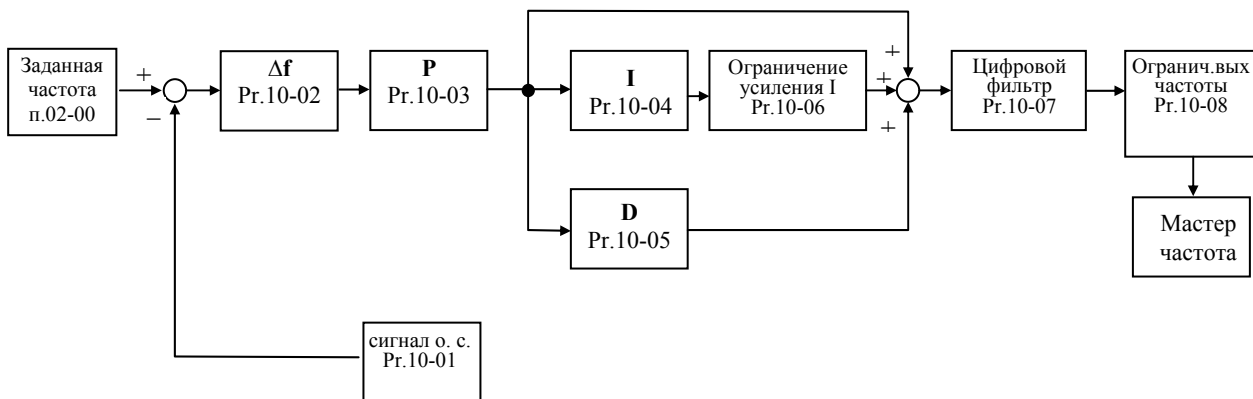 Заданная
частота
п.02-00
+
−
Δf
Pr.10-02
P
Pr.10-03
I
Pr.10-04
Ограничение
усиления I
Pr.10-06
+
+
+
Цифровой
фильтр
Pr.10-07
Огранич.вых
частоты
Pr.10-08
D
Pr.10-05
Мастер
частота
сигнал о. с.
Pr.10-01